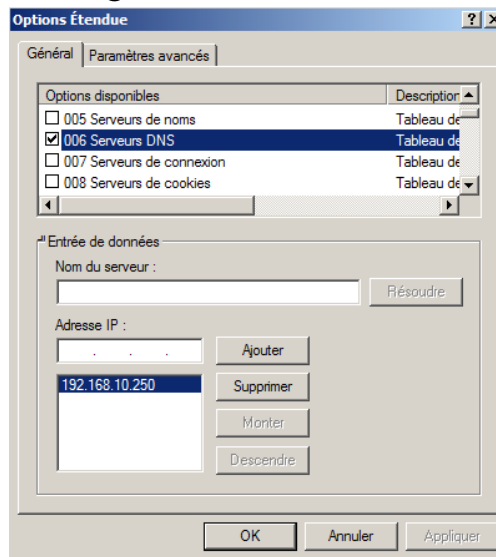 Options Étendue
Général Paramètres avancés
Options disponibles Description
005 Serveurs de noms Tableau de
006 Serveurs DNS Tableau de
007 Serveurs de connexion Tableau de
008 Serveurs de cookies Tableau de
Entrée de données
Nom du serveur :
Résoudre
Adresse IP :
. . . Ajouter
192.168.10.250 Supprimer
Monter
Descendre
OK Annuler Appliquer